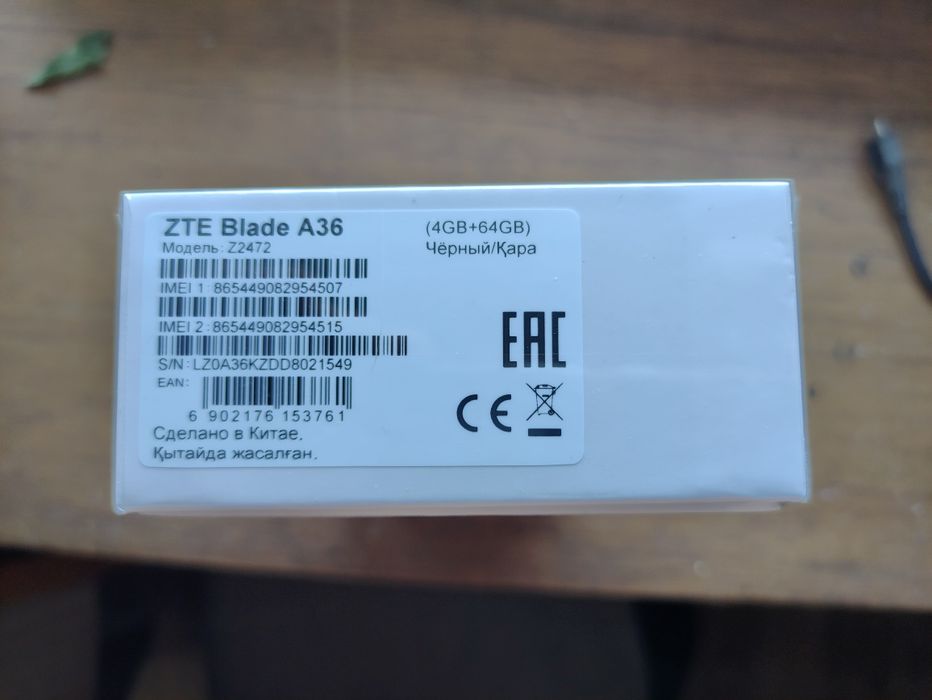 ZTE Blade A36
(4GB+64GB)
Модель: Z2472
Чёрный/Қара
IMEI 1: 865449082954507
IMEI 2: 865449082954515
S/N: LZ0A36KZDD8021549
EAN:
6 902176 153761
EAC
CE
Сделано в Китае.
Қытайда жасалған.